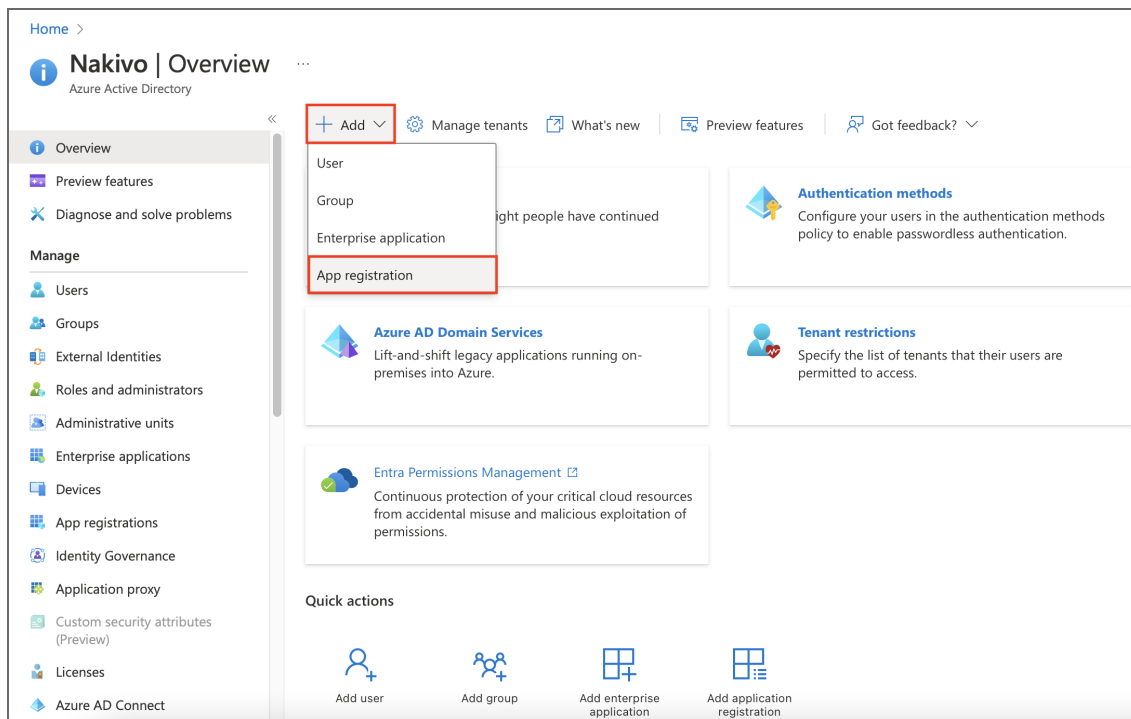 Home >
Nakivo | Overview ...
Azure Active Directory
«
Overview
Preview features
Diagnose and solve problems
Manage
Users
Groups
External Identities
Roles and administrators
Administrative units
Enterprise applications
Devices
App registrations
Identity Governance
Application proxy
Custom security attributes
(Preview)
Licenses
Azure AD Connect
+ Add
Manage tenants
What's new
Preview features
Got feedback?
User
Group
Enterprise application
App registration
ight people have continued
Authentication methods
Configure your users in the authentication methods
policy to enable passwordless authentication.
Azure AD Domain Services
Lift-and-shift legacy applications running on-
premises into Azure.
Tenant restrictions
Specify the list of tenants that their users are
permitted to access.
Entra Permissions Management
Continuous protection of your critical cloud resources
from accidental misuse and malicious exploitation of
permissions.
Quick actions
Add user
Add group
Add enterprise
application
Add application
registration